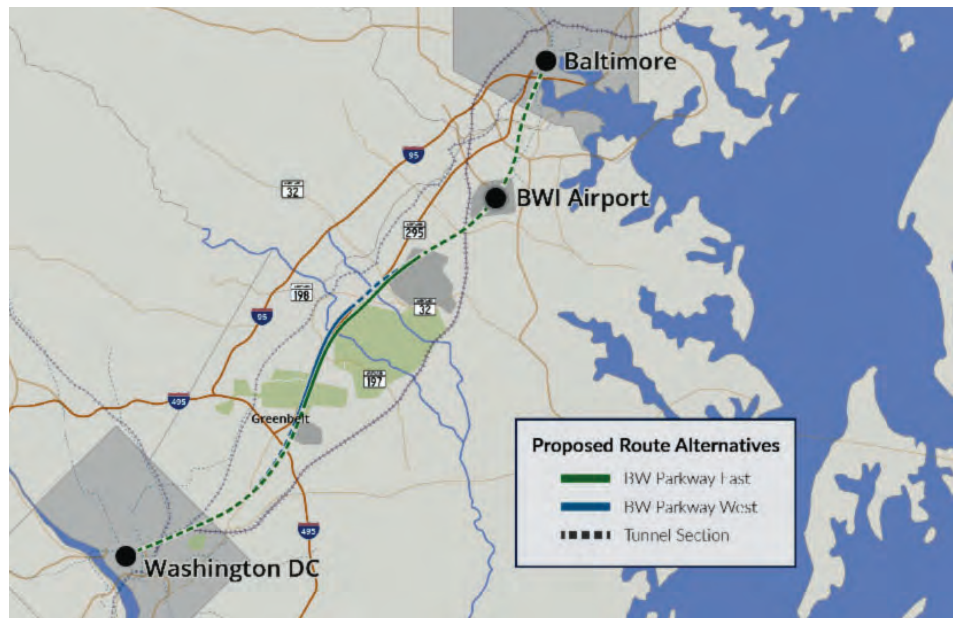 Baltimore
95
32
BWI Airport
295
198
95
32
197
495
Greenbelt
Proposed Route Alternatives
BW Parkway East
BW Parkway West
Tunnel Section
495
Washington DC